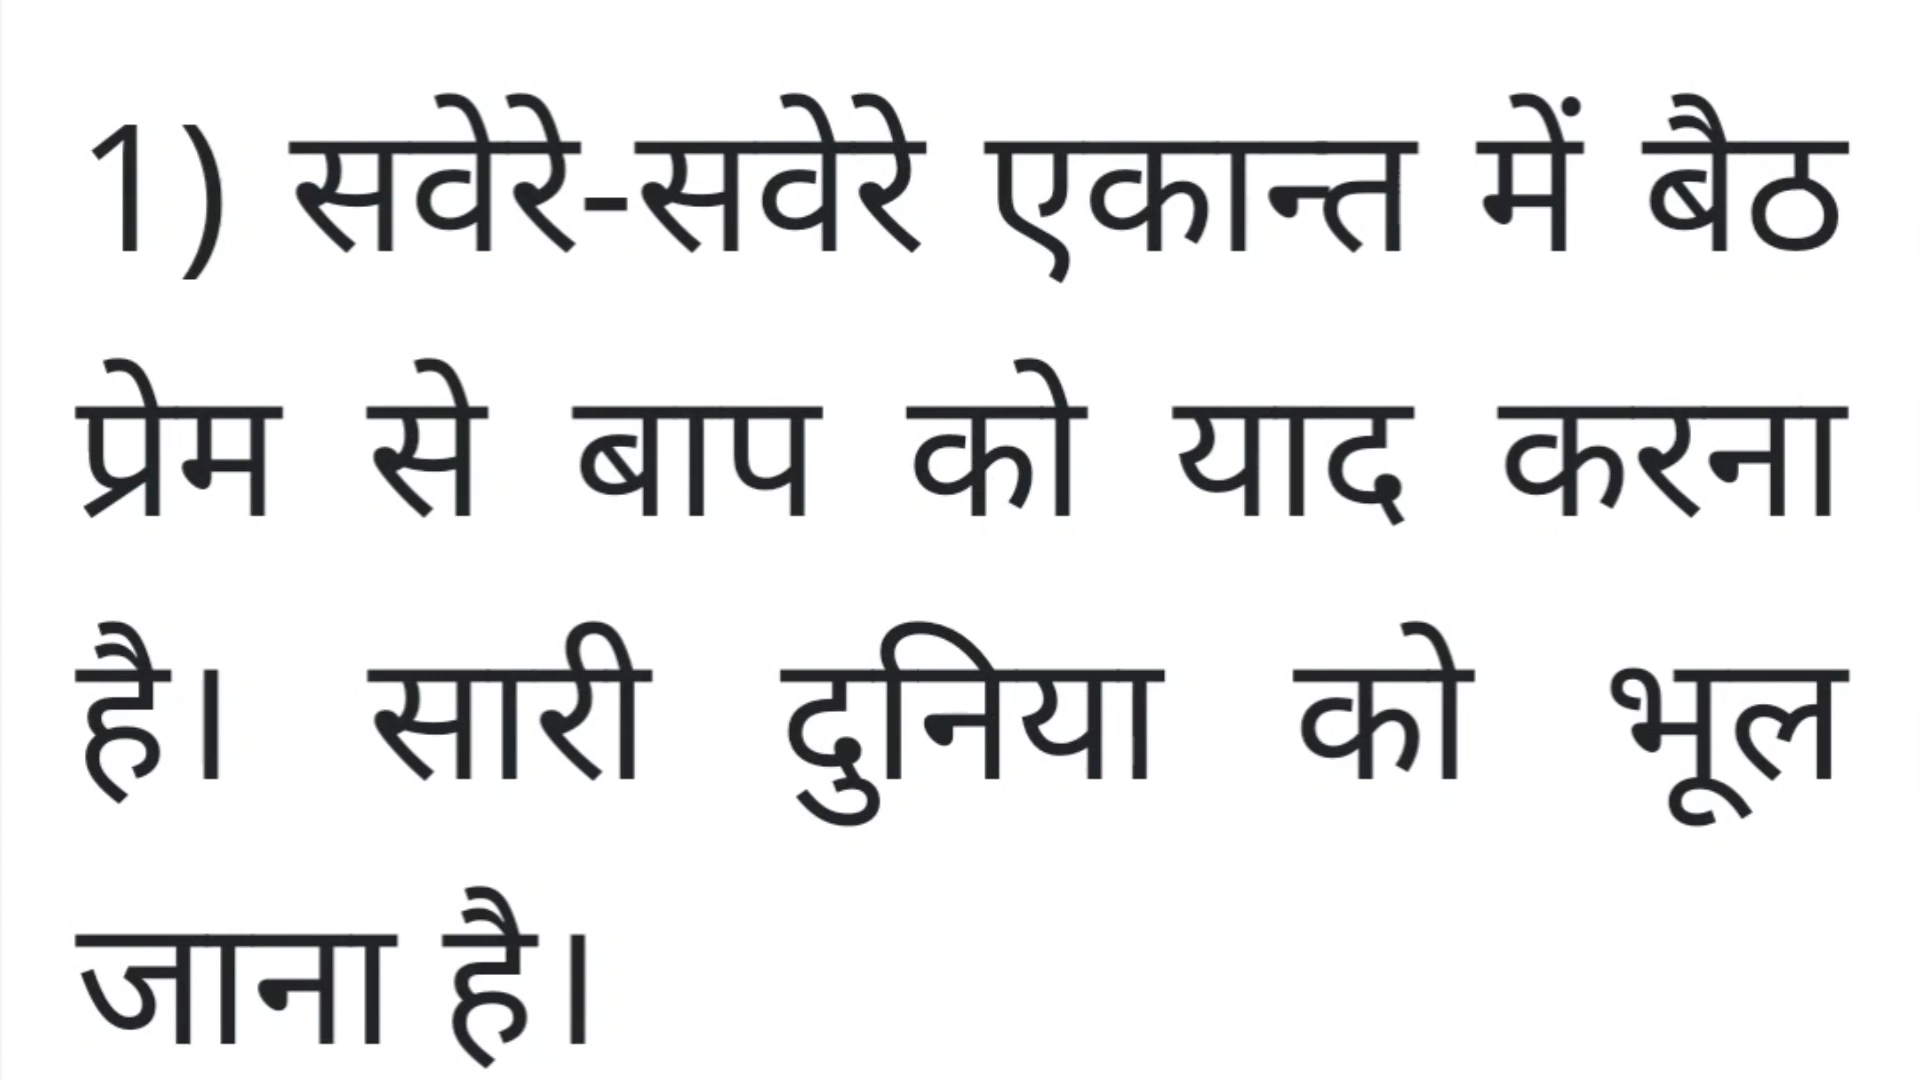 1) सवेरे-सवेरे एकान्त में बैठ
प्रेम से बाप को याद करना
है। सारी दुनिया को भूल
जाना है।